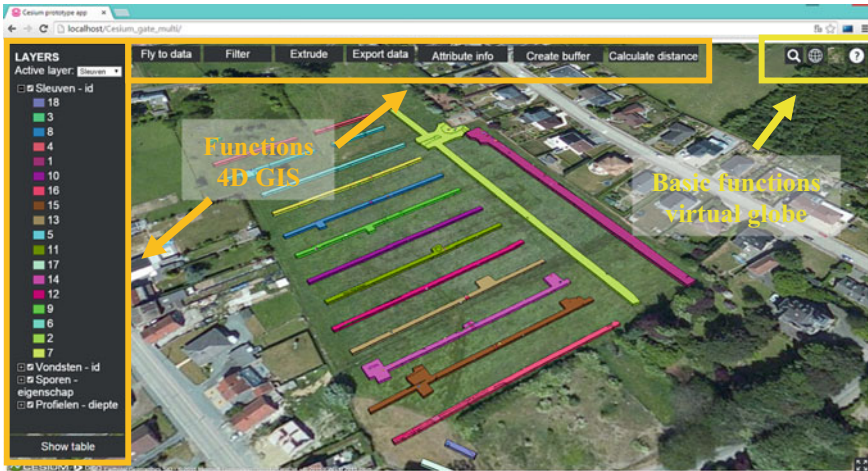 Cesium prototype app
localhost/Cesium_gate_multi/
LAYERS
Active layer: Sleuven
Fly to data
Filter
Extrude
Export data
Attribute info
Create buffer
Calculate distance
?
Sleuven - id
18
3
8
4
1
10
16
15
13
5
11
17
14
12
9
6
2
7
Vondsten - id
Sporen -
eigenschap
Profielen - diepte
Show table
Functions
4D GIS
Basic functions
virtual globe
CESIUM